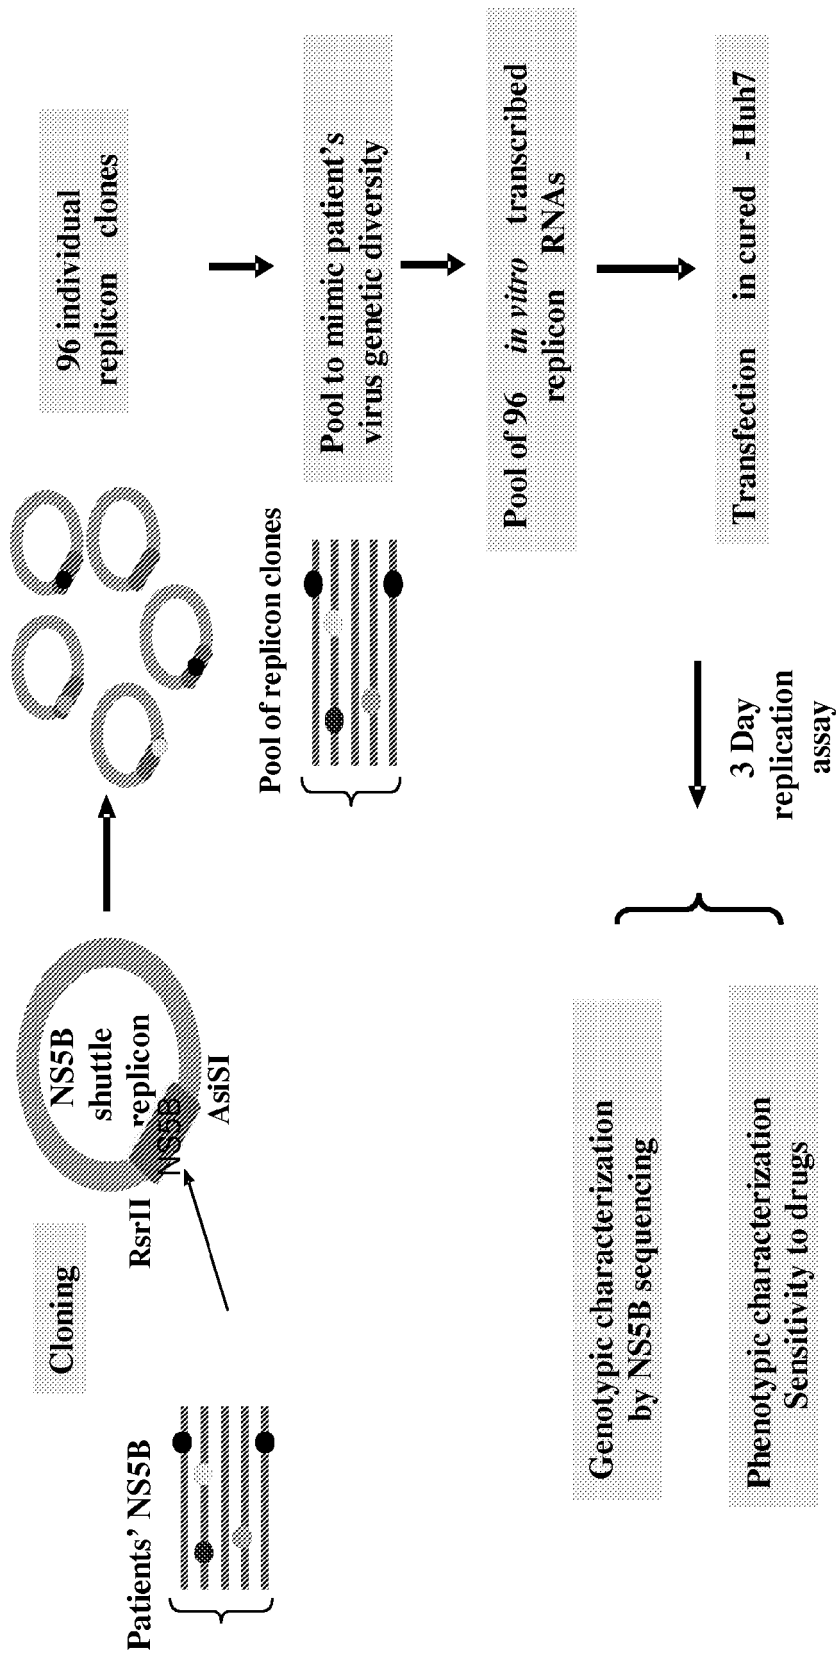 Patients' NS5B
Cloning
RsrII
NS5B
shuttle
replicon
NS5B
AsiSI
96 individual
replicon clones
Pool of replicon clones
Pool to mimic patient's
virus genetic diversity
Pool of 96 in vitro transcribed
replicon RNAs
Transfection in cured -Huh7
3 Day
replication
assay
Genotypic characterization
by NS5B sequencing
Phenotypic characterization
Sensitivity to drugs